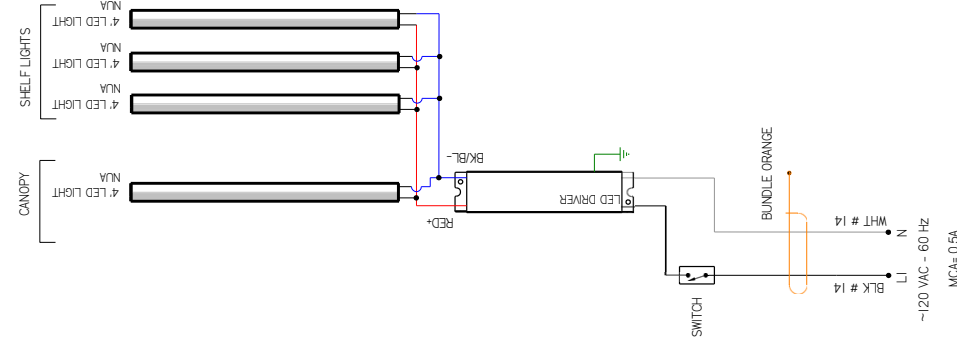 SHELF LIGHTS
NUA
4' LED LIGHT
NUA
4' LED LIGHT
NUA
4' LED LIGHT
CANOPY
NUA
4' LED LIGHT
BK/BL-
RED+
LED DRIVER
BUNDLE ORANGE
WHT # 14
N
BLK # 14
L1
~120 VAC - 60 Hz
MCA= 0.5A
SWITCH